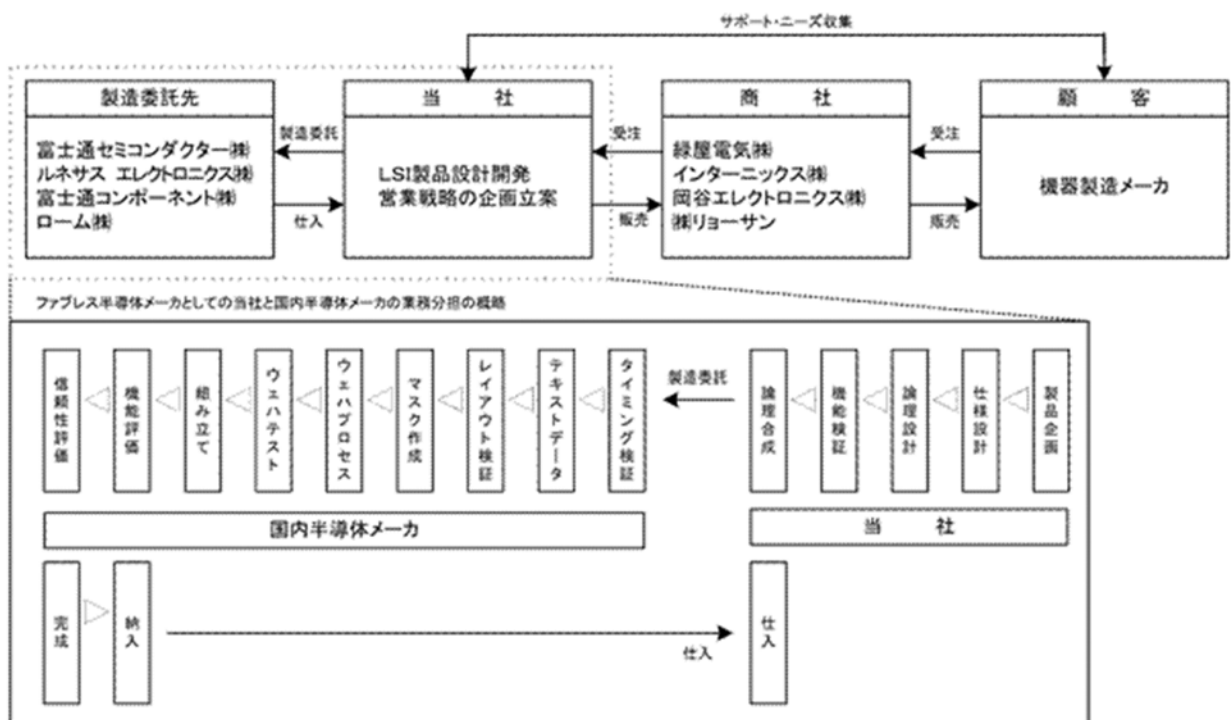 サポート・ニーズ収集
製造委託先
富士通セミコンダクター㈱
ルネサス エレクトロニクス㈱
富士通コンポーネント㈱
ローム㈱
製造委託
仕入
当 社
LSI製品設計開発
営業戦略の企画立案
受注
販売
商 社
緑屋電気㈱
インターニックス㈱
岡谷エレクトロニクス㈱
㈱リョーサン
受注
販売
顧 客
機器製造メーカ
ファブレス半導体メーカとしての当社と国内半導体メーカの業務分担の概略
信頼性評価
機能評価
組み立て
ウェハテスト
ウェハプロセス
マスク作成
レイアウト検証
テキストデータ
タイミング検証
製造委託
論理合成
機能検証
論理設計
仕様設計
製品企画
国内半導体メーカ
当 社
完成
納入
仕入
仕入